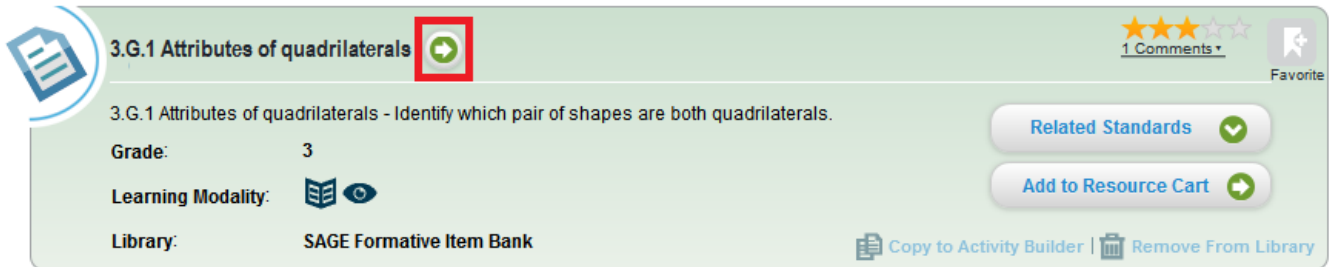 3.G.1 Attributes of quadrilaterals
1 Comments
Favorite
3.G.1 Attributes of quadrilaterals - Identify which pair of shapes are both quadrilaterals.
Grade: 3
Learning Modality:
Library: SAGE Formative Item Bank
Related Standards
Add to Resource Cart
Copy to Activity Builder | Remove From Library